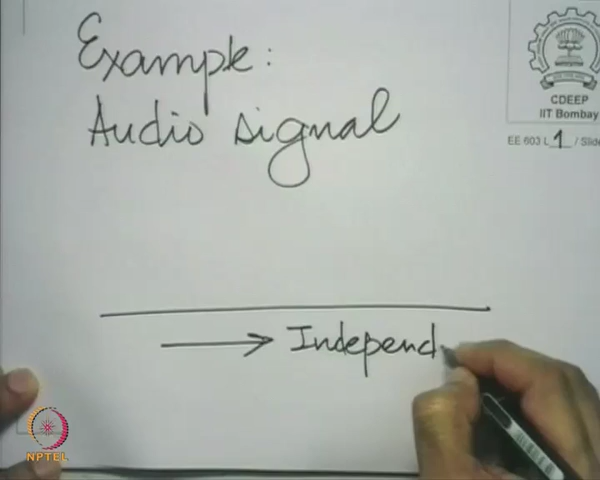 Example:
Audio signal
CDEEP
IIT Bombay
EE 603 L 1 / Slide
Independ
NPTEL